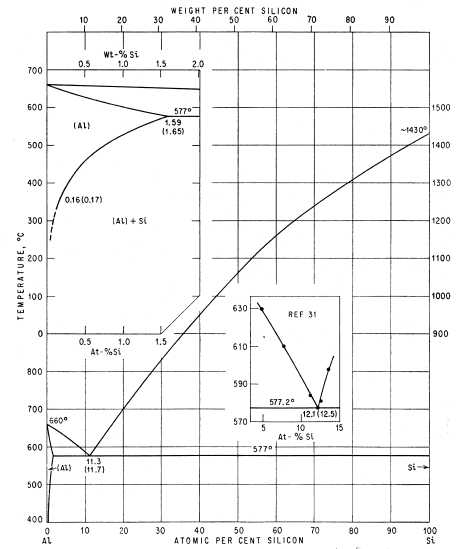 WEIGHT PER CENT SILICON
10 20 30 40 50 60 70 80 90
Wt-% Si
0.5 1.0 1.5 2.0
700
600
500
400
300
200
100
0
577°
1.59
(1.65)
(Al)
0.16 (0.17)
(Al) + Si
0.5 1.0 1.5
At-% Si
~1430°
1500
1400
1300
1200
1100
1000
900
TEMPERATURE, °C
630
610
590
570
REF 31
577.2°
12.1 (12.5)
5 10 15
At- % Si
800
700
600
500
400
660°
577°
11.3
(11.7)
(Al)
Si
0 10 20 30 40 50 60 70 80 90 100
Al ATOMIC PER CENT SILICON Si